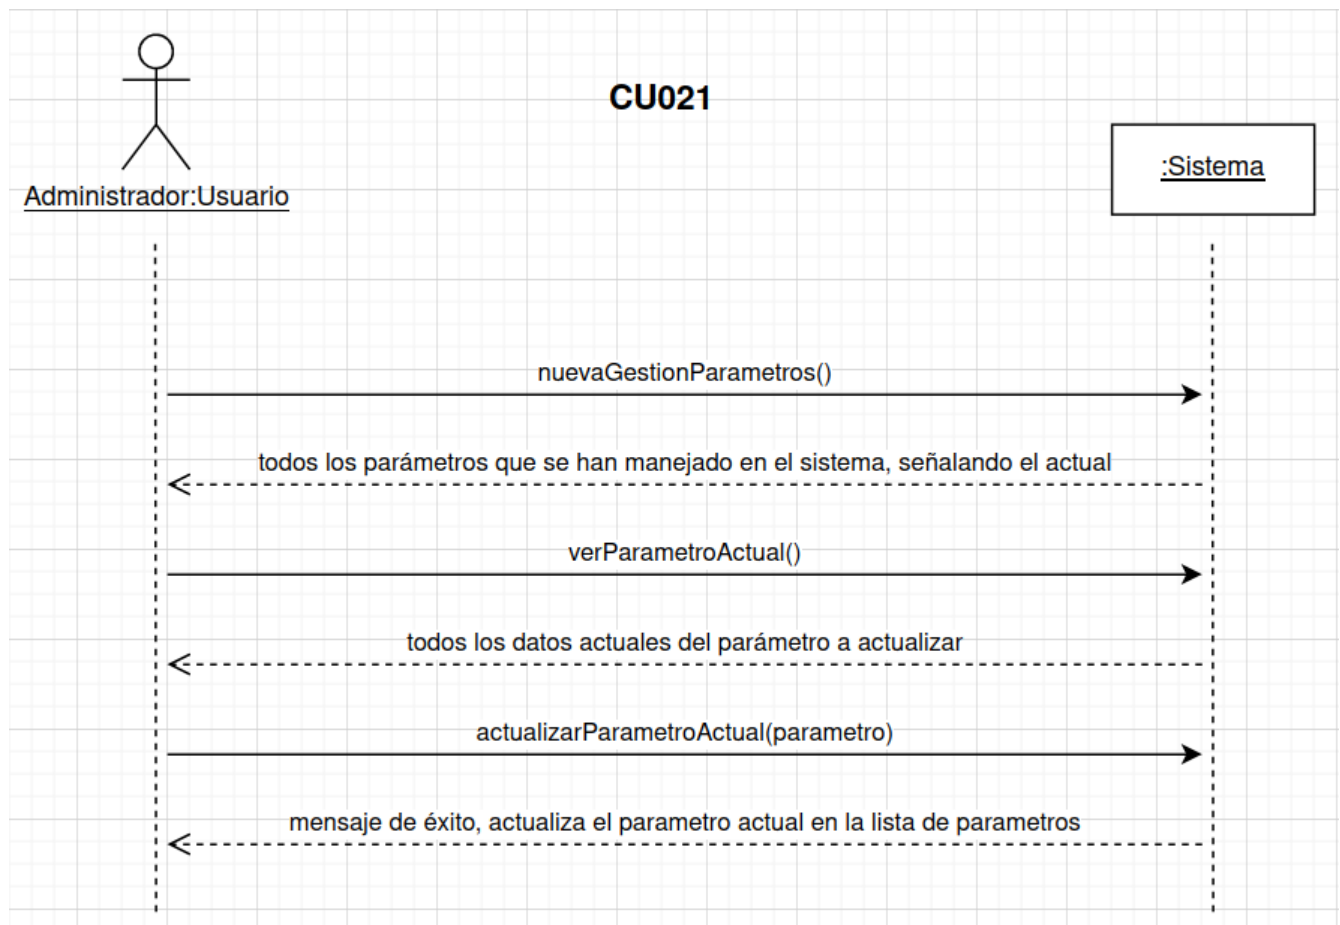 CU021
:Sistema
Administrador:Usuario
nuevaGestionParametros()
todos los parámetros que se han manejado en el sistema, señalando el actual
verParametroActual()
todos los datos actuales del parámetro a actualizar
actualizarParametroActual(parametro)
mensaje de éxito, actualiza el parametro actual en la lista de parametros